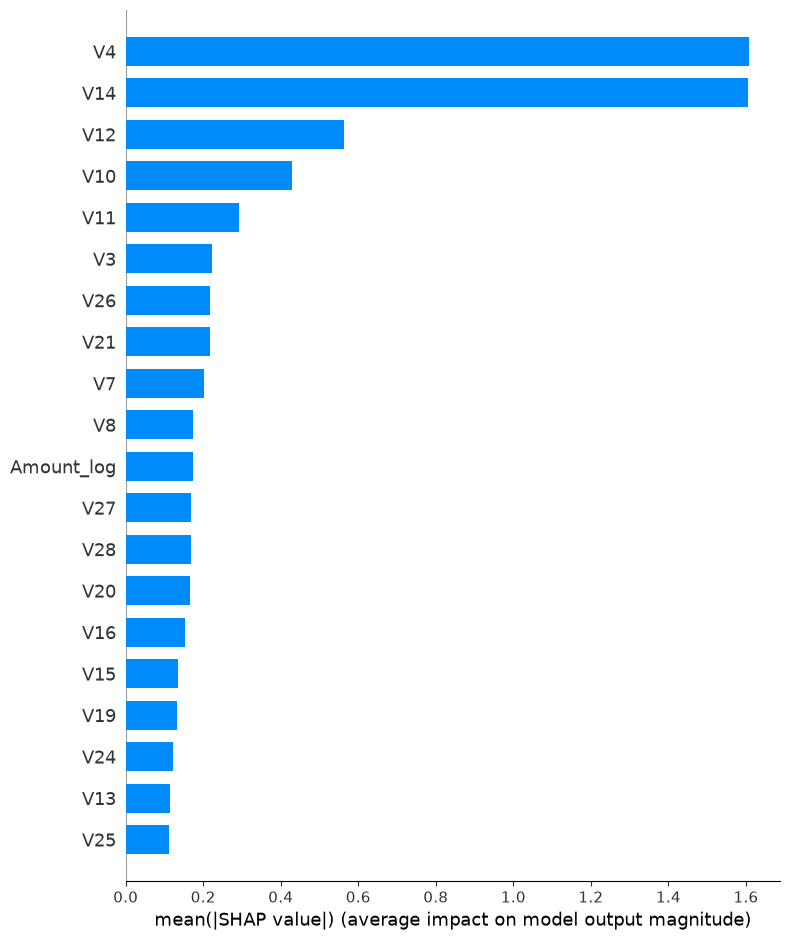 V4
V14
V12
V10
V11
V3
V26
V21
V7
V8
Amount_log
V27
V28
V20
V16
V15
V19
V24
V13
V25
0.0 0.2 0.4 0.6 0.8 1.0 1.2 1.4 1.6
mean(|SHAP value|) (average impact on model output magnitude)